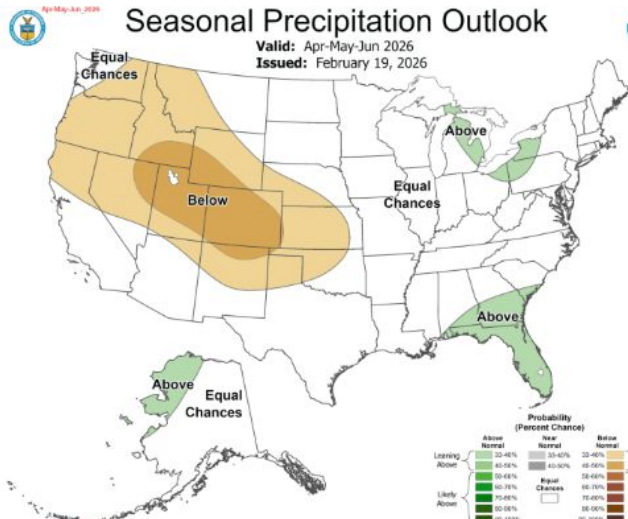 Apr-May-Jun_2026
Seasonal Precipitation Outlook
Valid: Apr-May-Jun 2026
Issued: February 19, 2026
Equal
Chances
Above
Below
Equal
Chances
Above
Above
Equal
Chances
Probability
(Percent Chance)
Above
Normal
Near
Normal
Below
Normal
Leaning
Above
33-40%
33-40%
33-40%
40-50%
40-50%
40-50%
50-60%
50-60%
Likely
Above
60-70%
Equal
Chances
60-70%
70-80%
70-80%
80-90%
80-90%